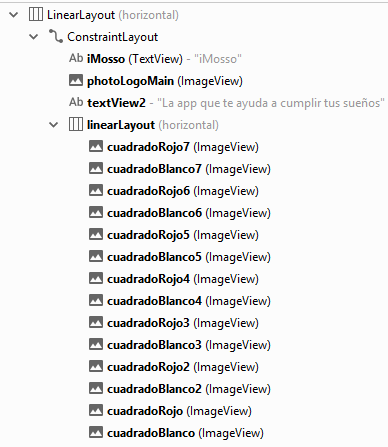 LinearLayout (horizontal)
ConstraintLayout
Ab iMosso (TextView) - "iMosso"
photoLogoMain (ImageView)
Ab textView2 - "La app que te ayuda a cumplir tus sueños"
linearLayout (horizontal)
cuadradoRojo7 (ImageView)
cuadradoBlanco7 (ImageView)
cuadradoRojo6 (ImageView)
cuadradoBlanco6 (ImageView)
cuadradoRojo5 (ImageView)
cuadradoBlanco5 (ImageView)
cuadradoRojo4 (ImageView)
cuadradoBlanco4 (ImageView)
cuadradoRojo3 (ImageView)
cuadradoBlanco3 (ImageView)
cuadradoRojo2 (ImageView)
cuadradoBlanco2 (ImageView)
cuadradoRojo (ImageView)
cuadradoBlanco (ImageView)